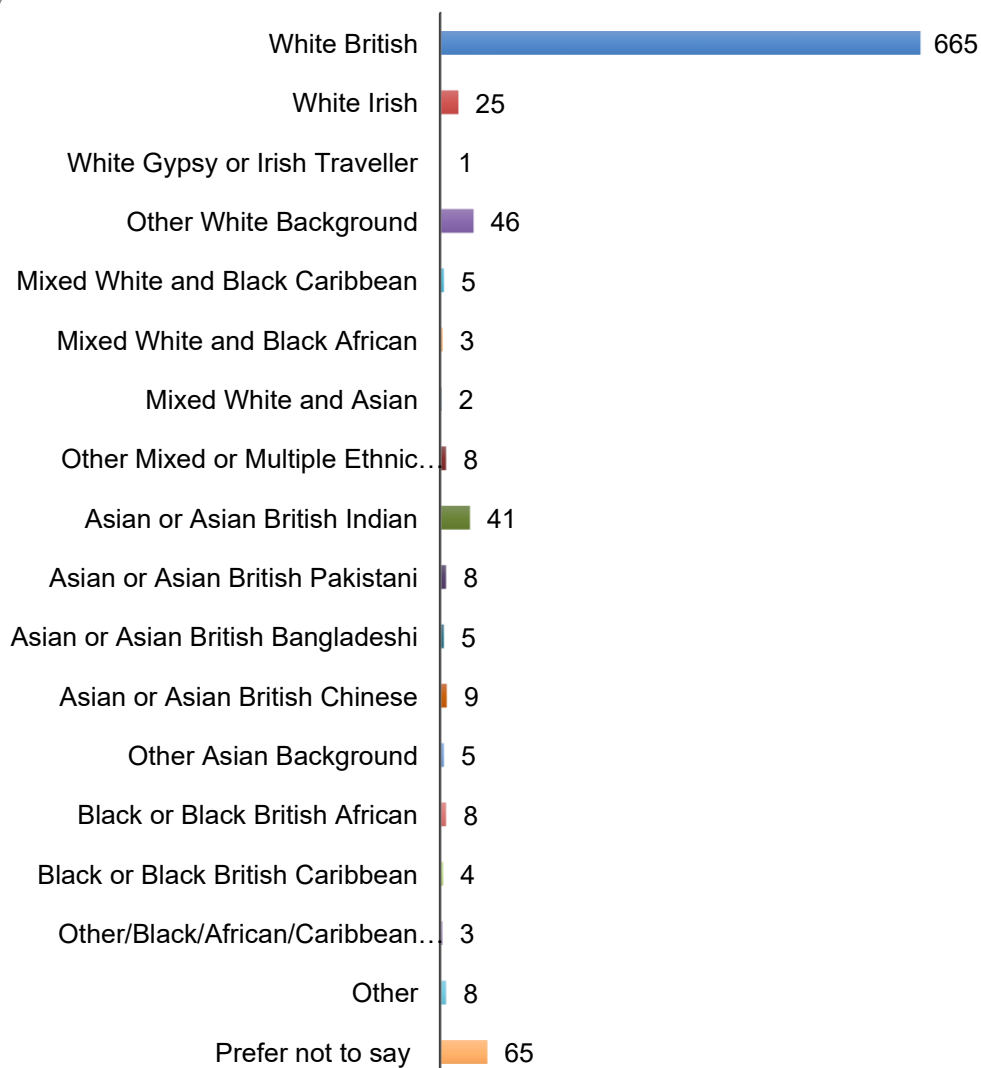 White British 665
White Irish 25
White Gypsy or Irish Traveller 1
Other White Background 46
Mixed White and Black Caribbean 5
Mixed White and Black African 3
Mixed White and Asian 2
Other Mixed or Multiple Ethnic… 8
Asian or Asian British Indian 41
Asian or Asian British Pakistani 8
Asian or Asian British Bangladeshi 5
Asian or Asian British Chinese 9
Other Asian Background 5
Black or Black British African 8
Black or Black British Caribbean 4
Other/Black/African/Caribbean… 3
Other 8
Prefer not to say 65